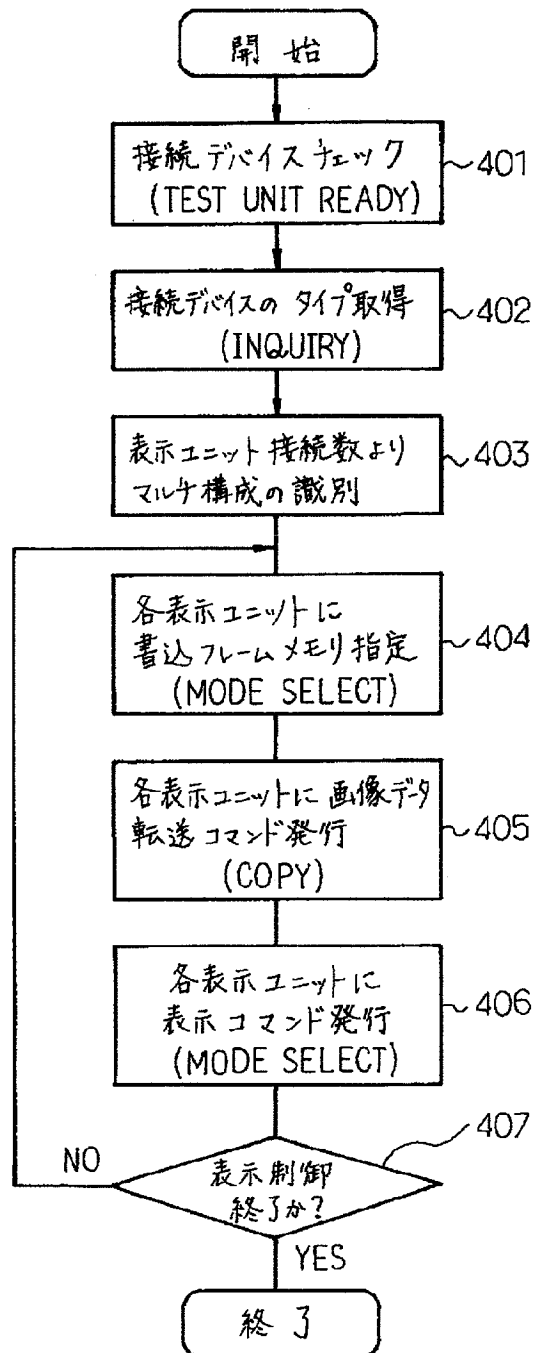 開始
接続デバイスチェック
(TEST UNIT READY)
401
接続デバイスのタイプ取得
(INQUIRY)
402
表示ユニット接続数より
マルチ構成の識別
403
各表示ユニットに
書込フレームメモリ指定
(MODE SELECT)
404
各表示ユニットに画像データ
転送コマンド発行
(COPY)
405
各表示ユニットに
表示コマンド発行
(MODE SELECT)
406
407
NO
表示制御
終了か?
YES
終了